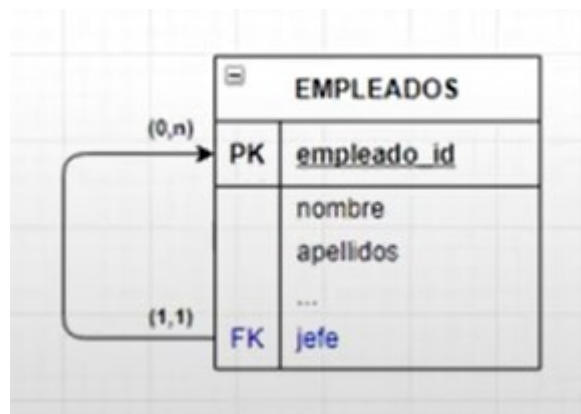 EMPLEADOS
(0,n)
PK empleado_id
nombre
apellidos
...
(1,1)
FK jefe